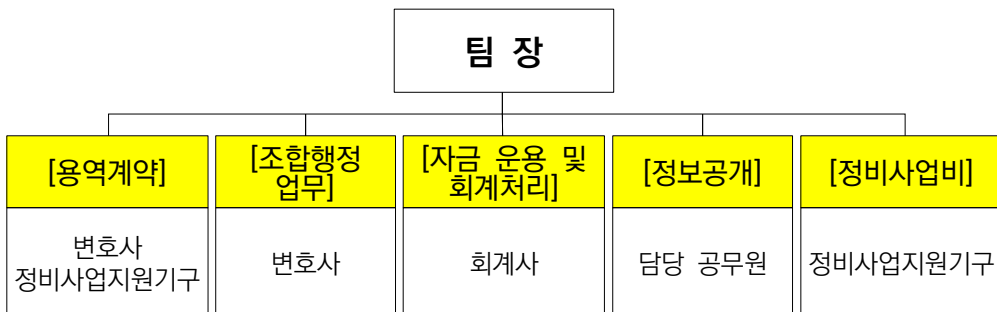 팀 장
[용역계약]
[조합행정
업무]
[자금 운용 및
회계처리]
[정보공개]
[정비사업비]
변호사
정비사업지원기구
변호사
회계사
담당 공무원
정비사업지원기구